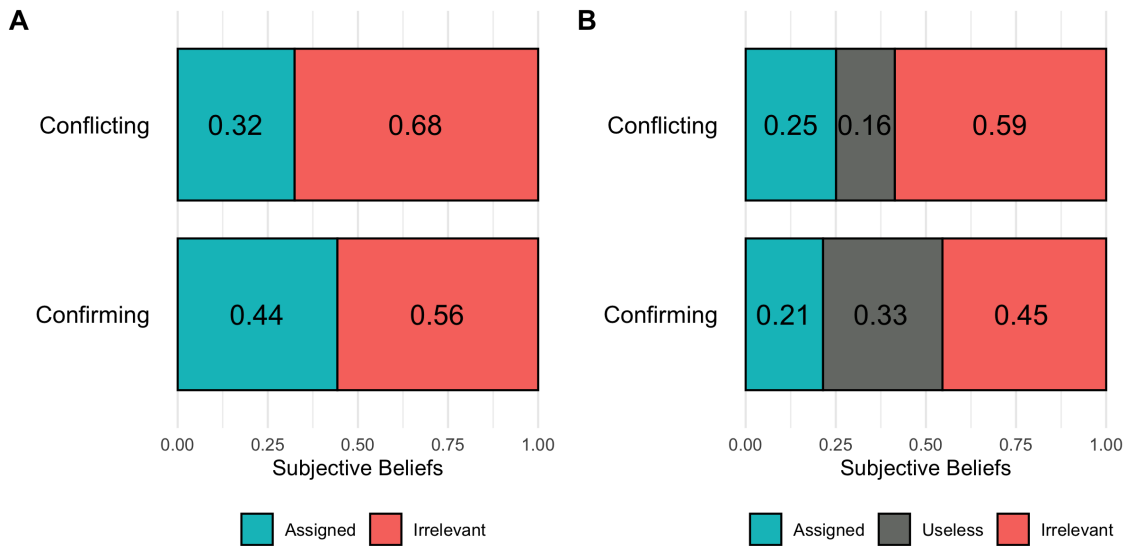 A
Conflicting
0.32
0.68
Confirming
0.44
0.56
0.00 0.25 0.50 0.75 1.00
Subjective Beliefs
Assigned Irrelevant
B
Conflicting
0.25
0.16
0.59
Confirming
0.21
0.33
0.45
0.00 0.25 0.50 0.75 1.00
Subjective Beliefs
Assigned Useless Irrelevant